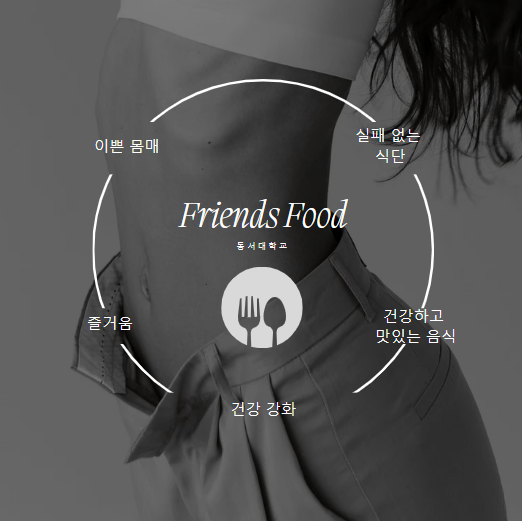 실패 없는
식단
이쁜 몸매
Friends Food
동서대학교
건강하고
맛있는 음식
즐거움
건강 강화